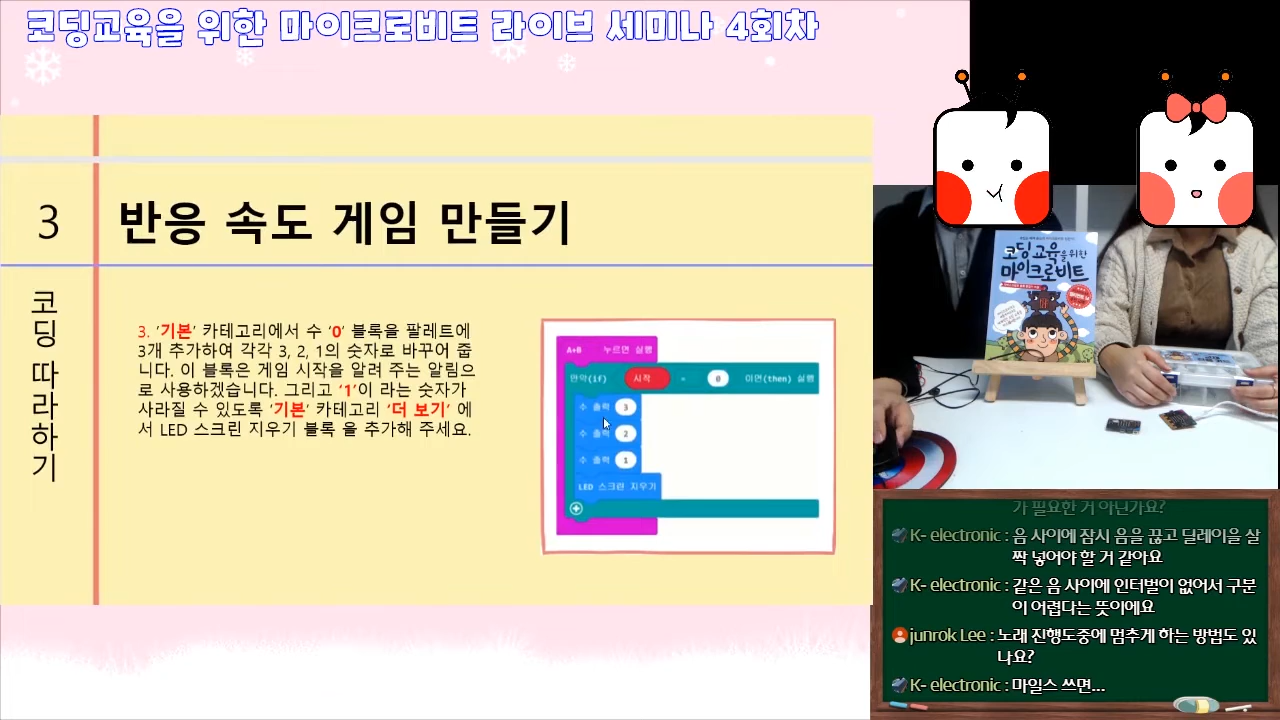 코딩교육을 위한 마이크로비트 라이브 세미나 4회차
3
반응 속도 게임 만들기
코딩 따라하기
3. ‘기본’ 카테고리에서 수 ‘0’ 블록을 팔레트에
3개 추가하여 각각 3, 2, 1의 숫자로 바꾸어 줍
니다. 이 블록은 게임 시작을 알려 주는 알림으
로 사용하겠습니다. 그리고 ‘1’이 라는 숫자가
사라질 수 있도록 ‘기본’ 카테고리 ‘더 보기’ 에
서 LED 스크린 지우기 블록 을 추가해 주세요.
A+B 누르면 실행
만약(if) 시작 = 0 이면(then) 실행
수 출력 3
수 출력 2
수 출력 1
LED 스크린 지우기
코딩교육을 위한
마이크로비트
가 필요한 거 아닌가요?
K- electronic : 음 사이에 잠시 음을 끊고 딜레이을 살
짝 넣어야 할 거 같아요
K- electronic : 같은 음 사이에 인터벌이 없어서 구분
이 어렵다는 뜻이에요
junrok Lee : 노래 진행도중에 멈추게 하는 방법도 있
나요?
K- electronic : 마일스 쓰면...